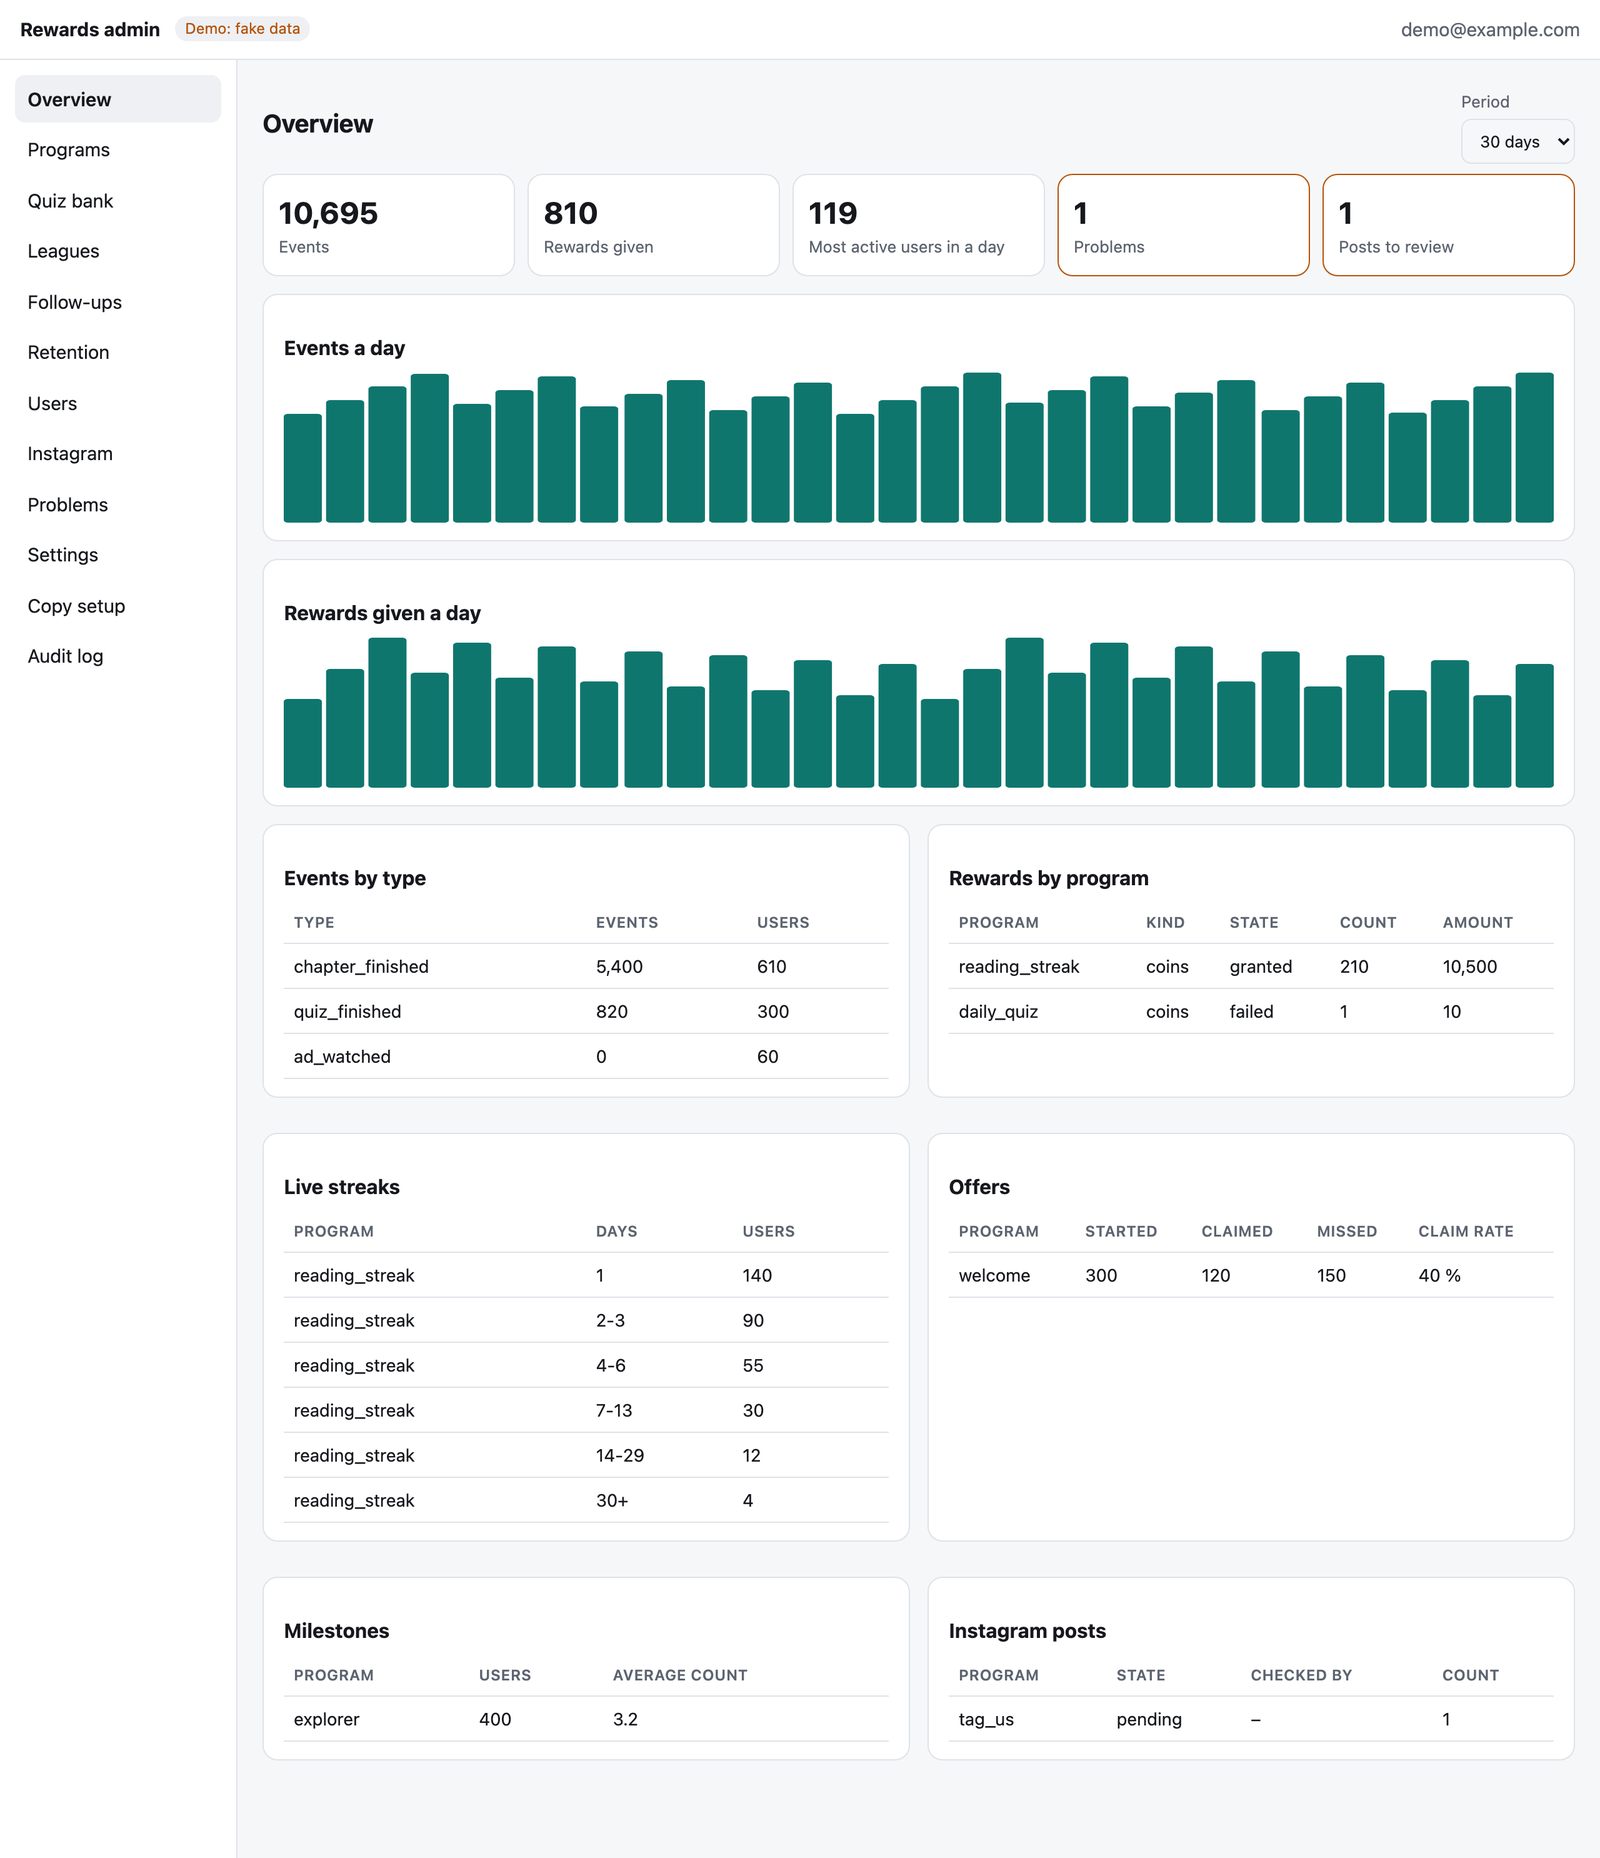 Rewards admin
Demo: fake data
demo@example.com
Overview
Programs
Quiz bank
Leagues
Follow-ups
Retention
Users
Instagram
Problems
Settings
Copy setup
Audit log
Overview
Period
30 days
10,695
Events
810
Rewards given
119
Most active users in a day
1
Problems
1
Posts to review
Events a day
Rewards given a day
Events by type
TYPE EVENTS USERS
chapter_finished 5,400 610
quiz_finished 820 300
ad_watched 0 60
Rewards by program
PROGRAM KIND STATE COUNT AMOUNT
reading_streak coins granted 210 10,500
daily_quiz coins failed 1 10
Live streaks
PROGRAM DAYS USERS
reading_streak 1 140
reading_streak 2-3 90
reading_streak 4-6 55
reading_streak 7-13 30
reading_streak 14-29 12
reading_streak 30+ 4
Offers
PROGRAM STARTED CLAIMED MISSED CLAIM RATE
welcome 300 120 150 40 %
Milestones
PROGRAM USERS AVERAGE COUNT
explorer 400 3.2
Instagram posts
PROGRAM STATE CHECKED BY COUNT
tag_us pending – 1